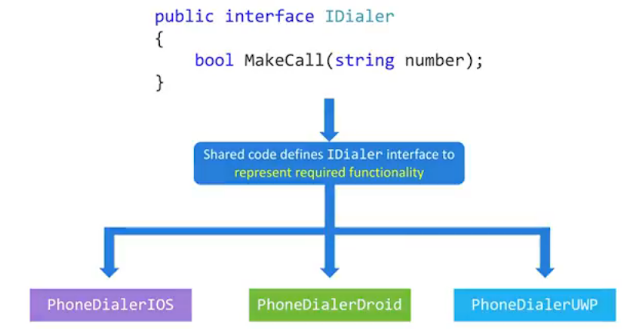 public interface IDialer
{
bool MakeCall(string number);
}
Shared code defines IDialer interface to
represent required functionality
PhoneDialerIOS
PhoneDialerDroid
PhoneDialerUWP